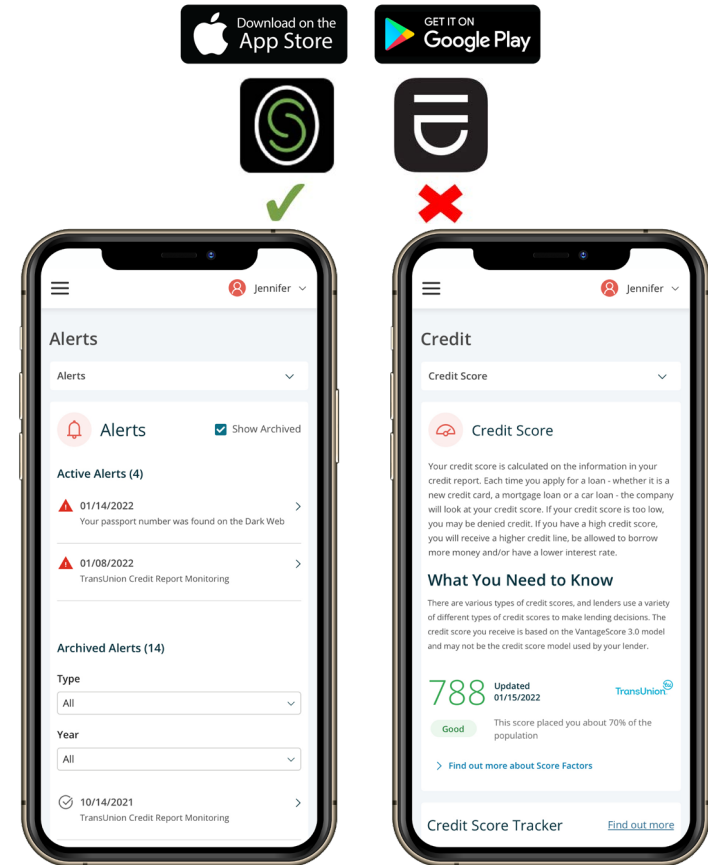 Download on the
App Store
GET IT ON
Google Play
Jennifer
Alerts
Alerts
Alerts
Show Archived
Active Alerts (4)
01/14/2022
Your passport number was found on the Dark Web
01/08/2022
TransUnion Credit Report Monitoring
Archived Alerts (14)
Type
All
Year
All
10/14/2021
TransUnion Credit Report Monitoring
Jennifer
Credit
Credit Score
Credit Score
Your credit score is calculated on the information in your
credit report. Each time you apply for a loan - whether it is a
new credit card, a mortgage loan or a car loan - the company
will look at your credit score. If your credit score is too low,
you may be denied credit. If you have a high credit score,
you will receive a higher credit line, be allowed to borrow
more money and/or have a lower interest rate.
What You Need to Know
There are various types of credit scores, and lenders use a variety
of different types of credit scores to make lending decisions. The
credit score you receive is based on the VantageScore 3.0 model
and may not be the credit score model used by your lender.
788
Updated
01/15/2022
TransUnion
tu
Good
This score placed you about 70% of the
population
Find out more about Score Factors
Credit Score Tracker
Find out more